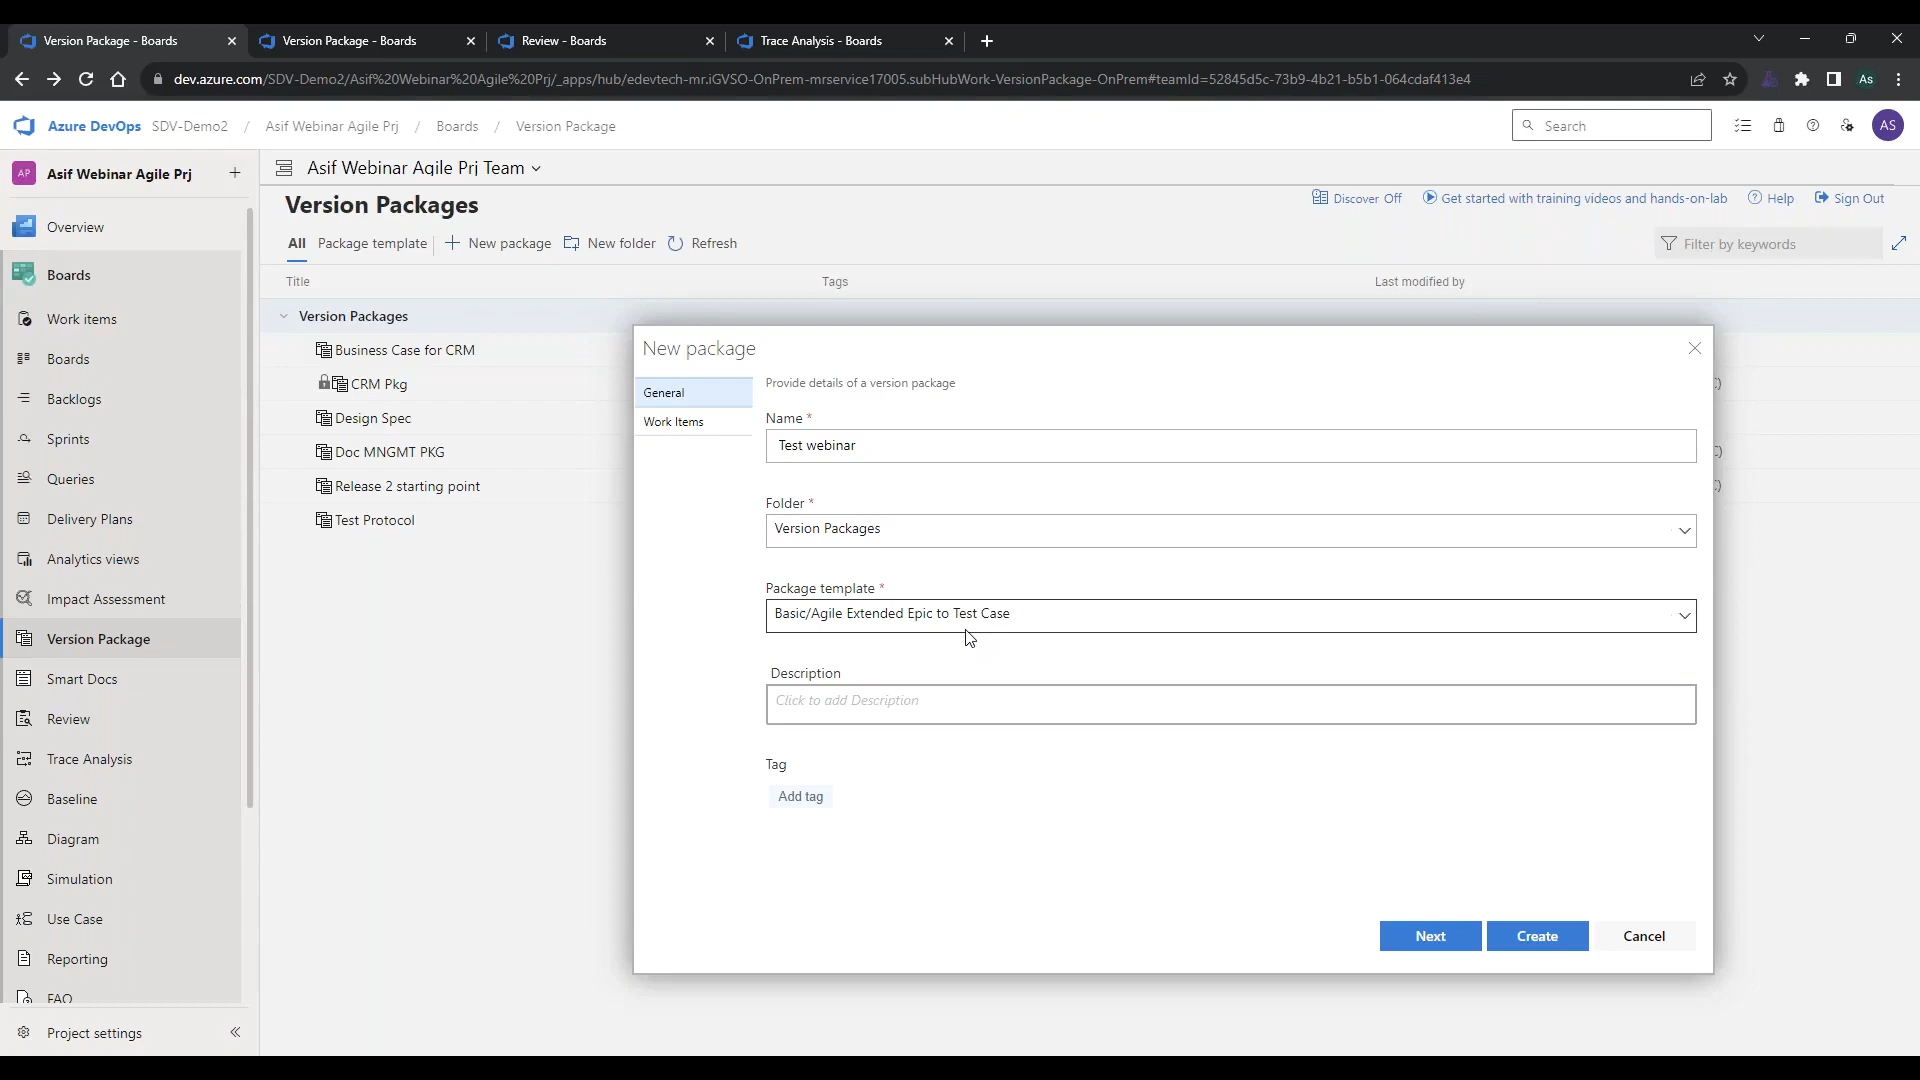 Version Package - Boards
Version Package - Boards
Review - Boards
Trace Analysis - Boards
dev.azure.com/SDV-Demo2/Asif%20Webinar%20Agile%20Prj/_apps/hub/edevtech-mr.iGVSO-OnPrem-mrservice17005.subHubWork-VersionPackage-OnPrem#teamId=52845d5c-73b9-4b21-b5b1-064cdaf413e4
As
Azure DevOps SDV-Demo2 / Asif Webinar Agile Prj / Boards / Version Package
Search
AS
AP Asif Webinar Agile Prj +
Asif Webinar Agile Prj Team
Overview
Boards
Work items
Boards
Backlogs
Sprints
Queries
Delivery Plans
Analytics views
Impact Assessment
Version Package
Smart Docs
Review
Trace Analysis
Baseline
Diagram
Simulation
Use Case
Reporting
FAQ
Project settings
Version Packages
Discover Off Get started with training videos and hands-on-lab Help Sign Out
All Package template New package New folder Refresh
Filter by keywords
Title Tags Last modified by
Version Packages
Business Case for CRM
CRM Pkg
Design Spec
Doc MNGMT PKG
Release 2 starting point
Test Protocol
New package
General
Work Items
Provide details of a version package
Name *
Test webinar
Folder *
Version Packages
Package template *
Basic/Agile Extended Epic to Test Case
Description
Click to add Description
Tag
Add tag
Next Create Cancel